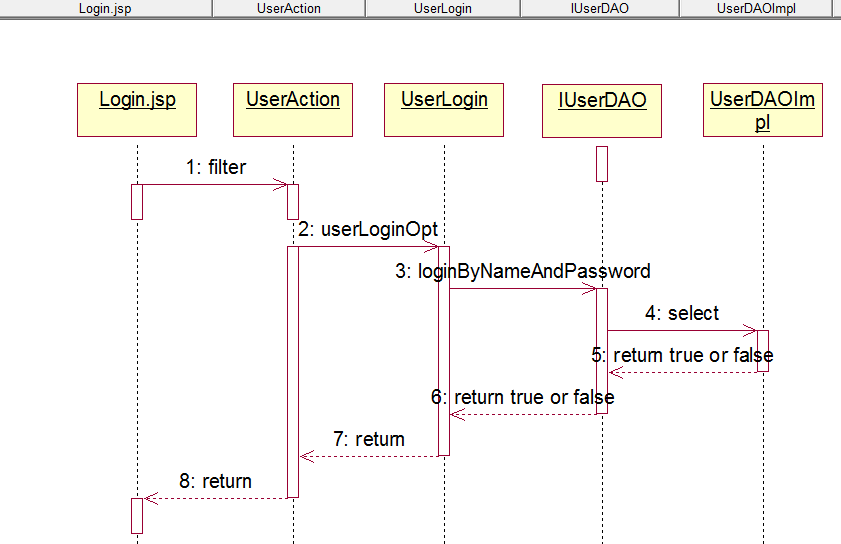 Login.jsp UserAction UserLogin IUserDAO UserDAOImpl
Login.jsp UserAction UserLogin IUserDAO UserDAOIm
pl
1: filter
2: userLoginOpt
3: loginByNameAndPassword
4: select
5: return true or false
6: return true or false
7: return
8: return